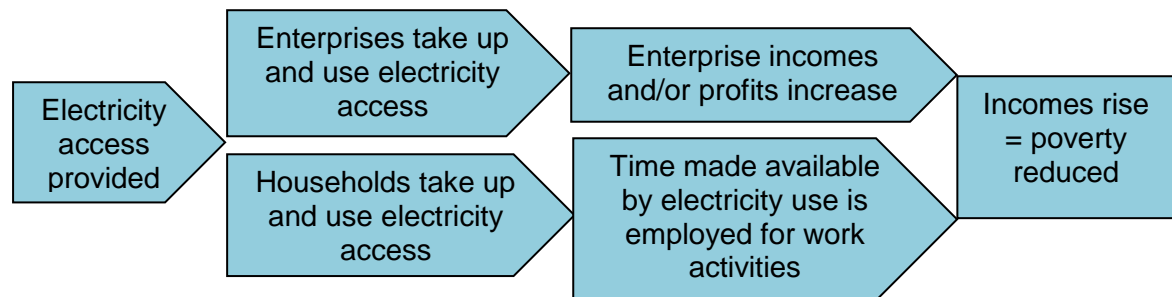 Electricity
access
provided
Enterprises take up
and use electricity
access
Households take up
and use electricity
access
Enterprise incomes
and/or profits increase
Time made available
by electricity use is
employed for work
activities
Incomes rise
= poverty
reduced